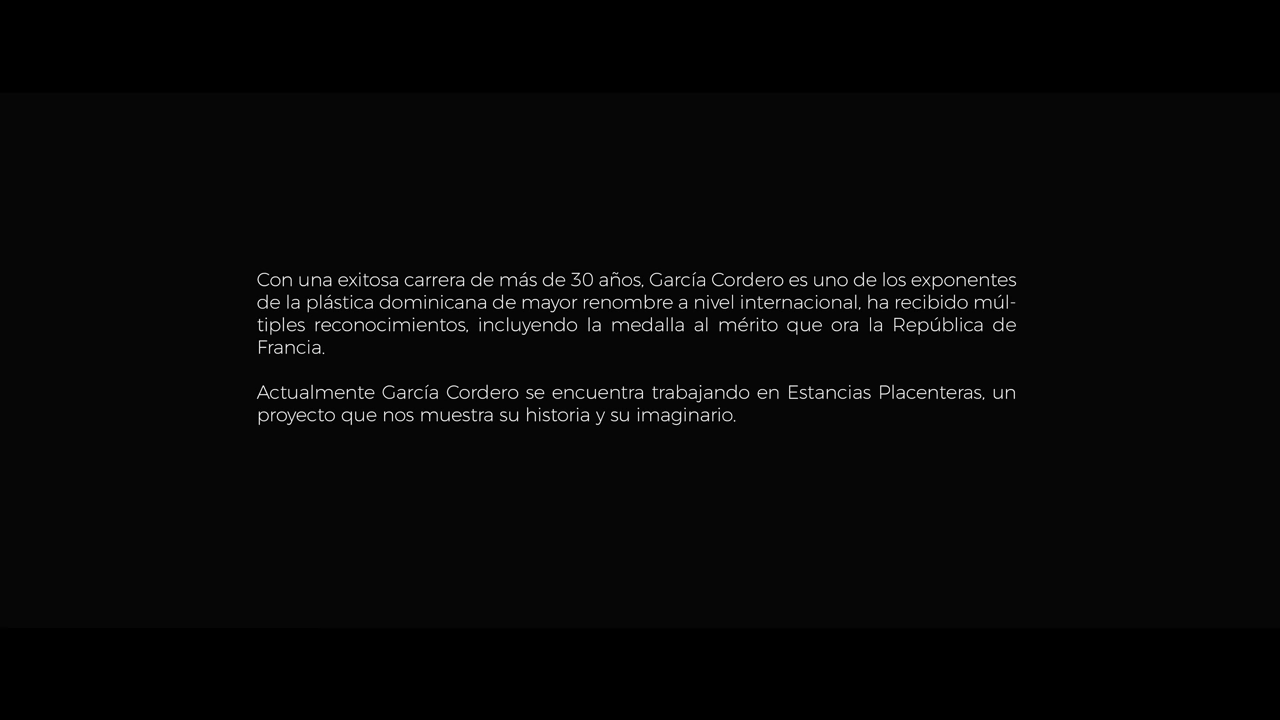 Con una exitosa carrera de más de 30 años, García Cordero es uno de los exponentes
de la plástica dominicana de mayor renombre a nivel internacional, ha recibido múl-
tiples reconocimientos, incluyendo la medalla al mérito que ora la República de
Francia.
Actualmente García Cordero se encuentra trabajando en Estancias Placenteras, un
proyecto que nos muestra su historia y su imaginario.